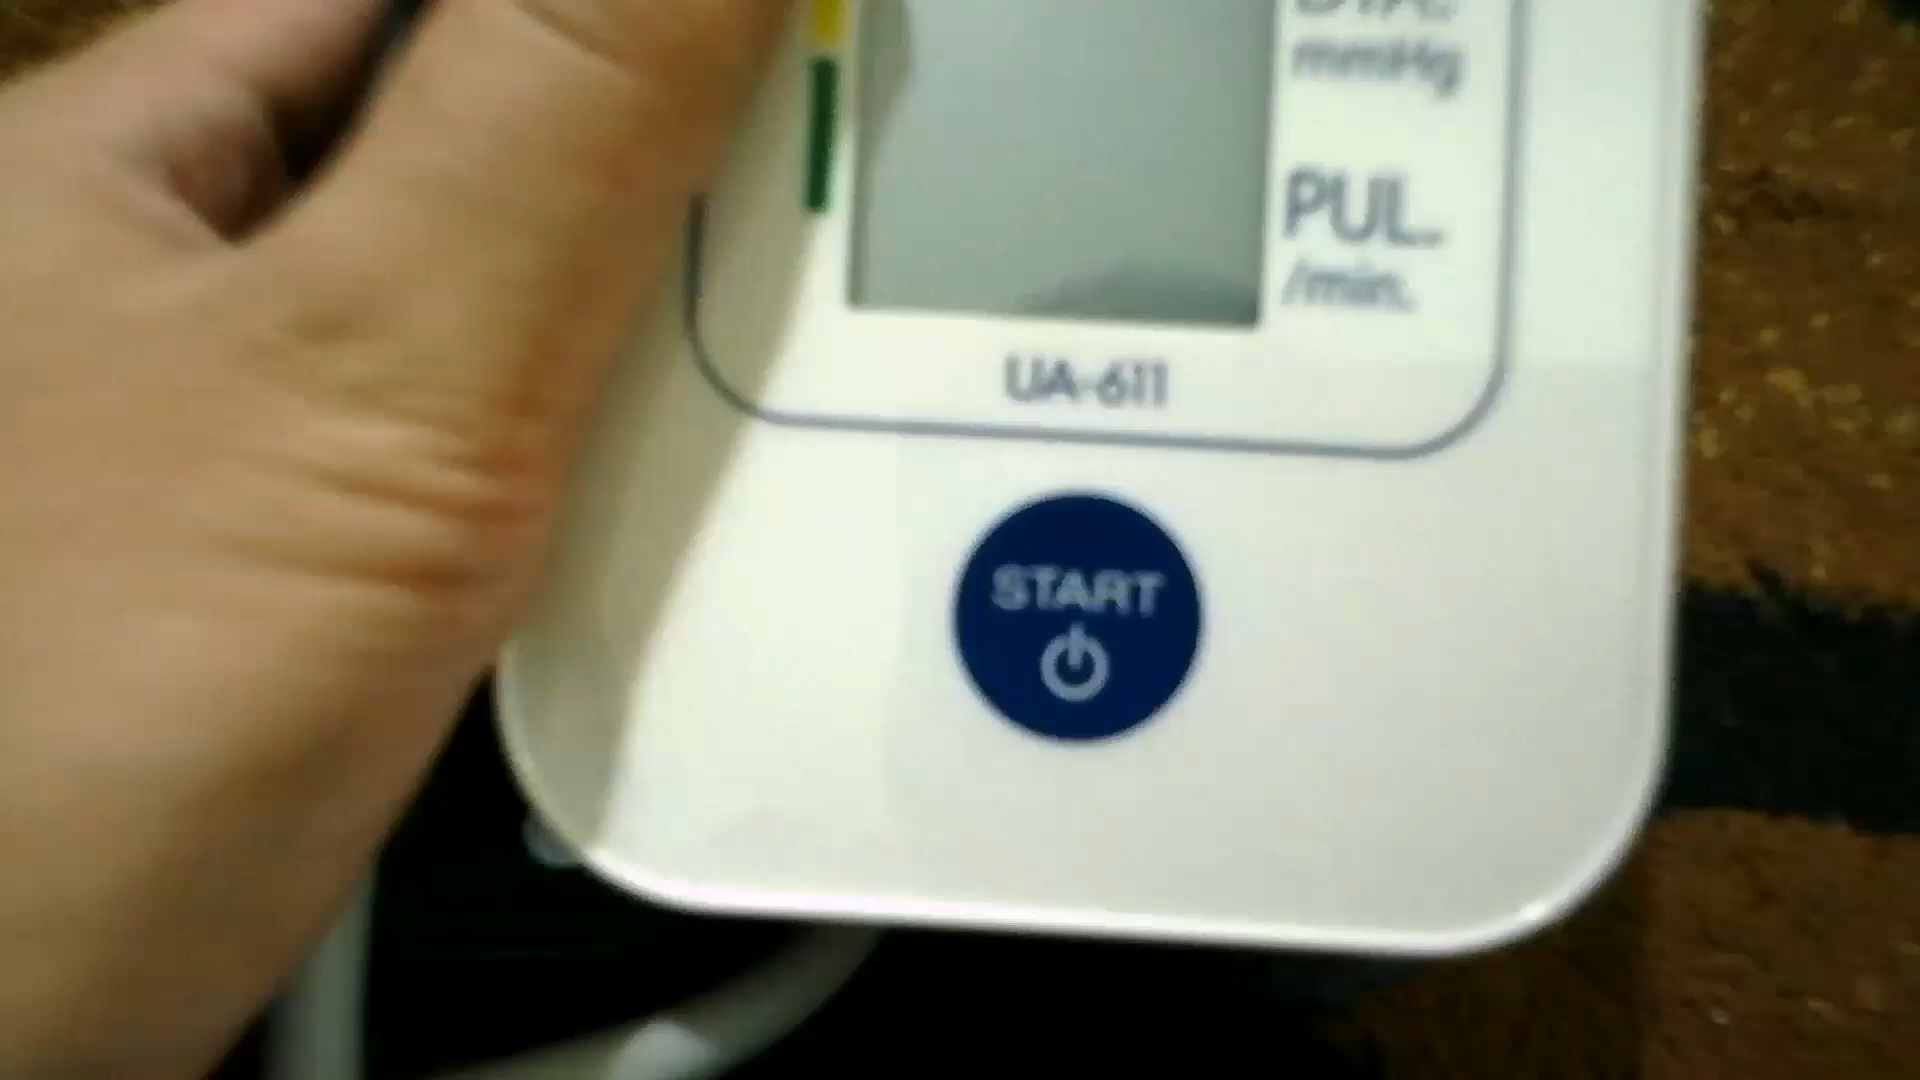 mmHg
PUL.
/min.
UA-611
START